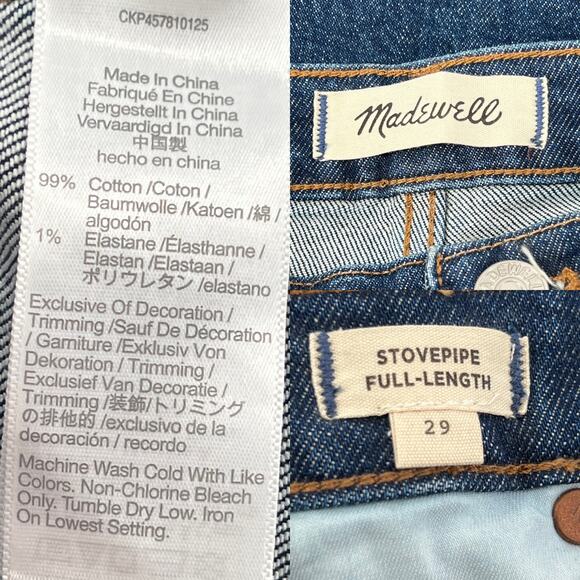 CKP457810125
Made In China
Fabriqué En Chine
Hergestellt In China
Vervaardigd In China
中国製
hecho en china
99% Cotton /Coton /
Baumwolle /Katoen /綿 /
algodón
1% Elastane /Élasthanne /
Elastan /Elastaan /
ポリウレタン /elastano
Exclusive Of Decoration /
Trimming /Sauf De Décoration
/ Garniture /Exklusiv Von
Dekoration / Trimming /
Exclusief Van Decoratie /
Trimming /装飾/トリミング
の排他的 /exclusivo de la
decoración / recordo
Machine Wash Cold With Like
Colors. Non-Chlorine Bleach
Only. Tumble Dry Low. Iron
On Lowest Setting.
Madewell
STOVEPIPE
FULL-LENGTH
29